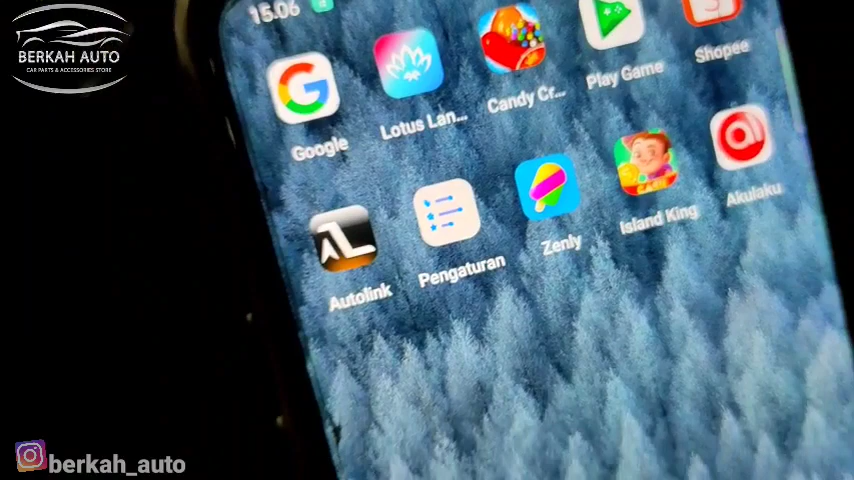 BERKAH AUTO
CAR PARTS & ACCESSORIES STORE
15.06
Google
Lotus Lan...
Candy Cr...
Play Game
Shopee
Autolink
Pengaturan
Zenly
Island King
Akulaku
berkah_auto